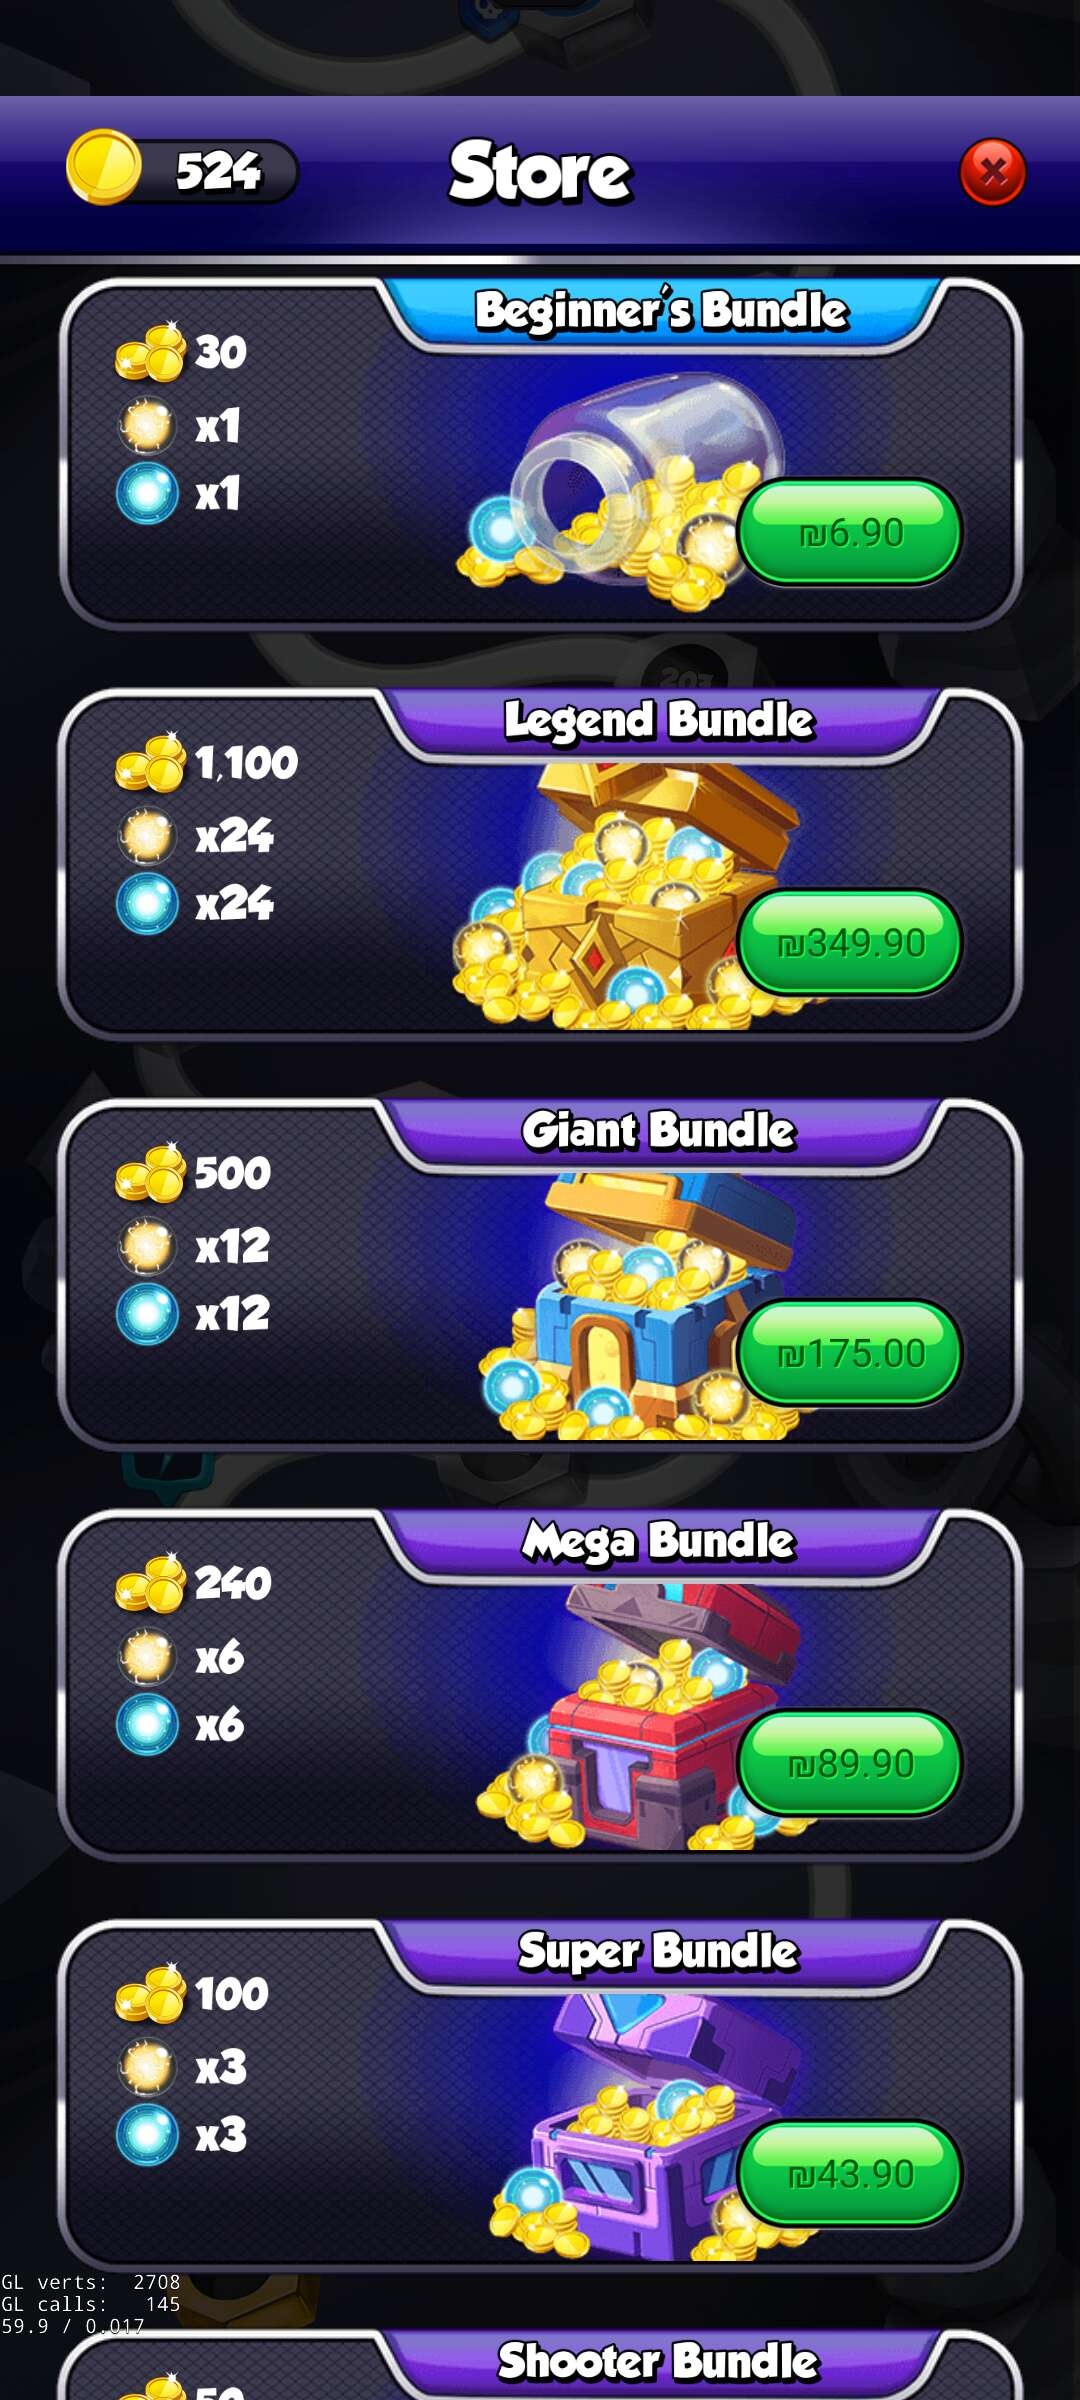 524
Store
Beginner's Bundle
30
x1
x1
₪6.90
203
Legend Bundle
1,100
x24
x24
₪349.90
Giant Bundle
500
x12
x12
₪175.00
Mega Bundle
240
x6
x6
₪89.90
Super Bundle
100
x3
x3
₪43.90
GL verts: 2708
GL calls: 145
59.9 / 0.017
Shooter Bundle
50